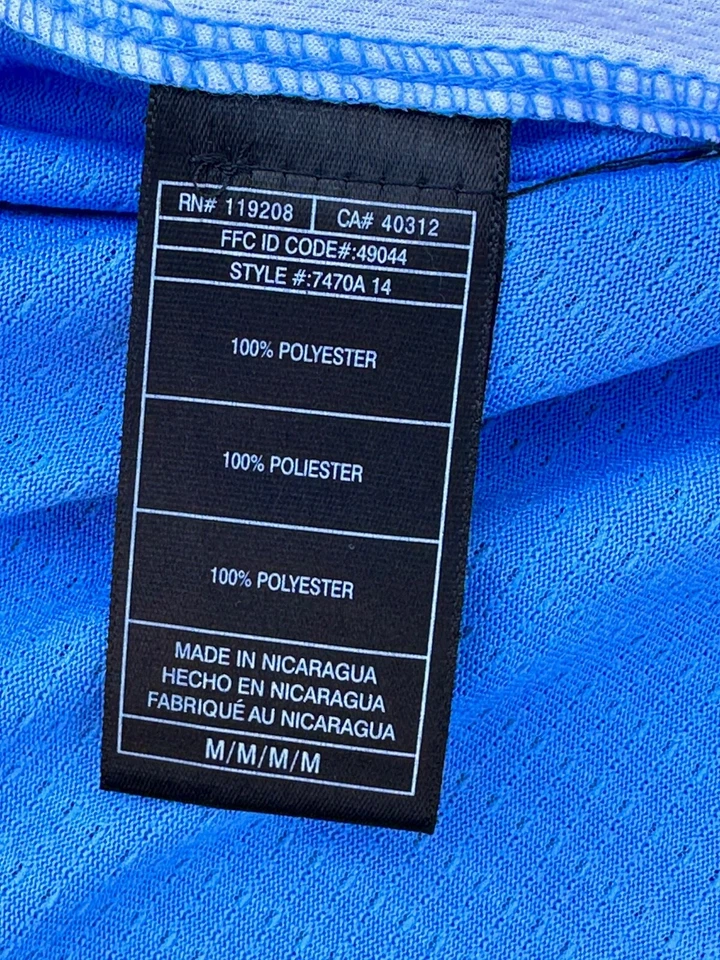 RN# 119208 CA# 40312
FFC ID CODE#:49044
STYLE #:7470A 14
100% POLYESTER
100% POLIESTER
100% POLYESTER
MADE IN NICARAGUA
HECHO EN NICARAGUA
FABRIQUÉ AU NICARAGUA
M/M/M/M